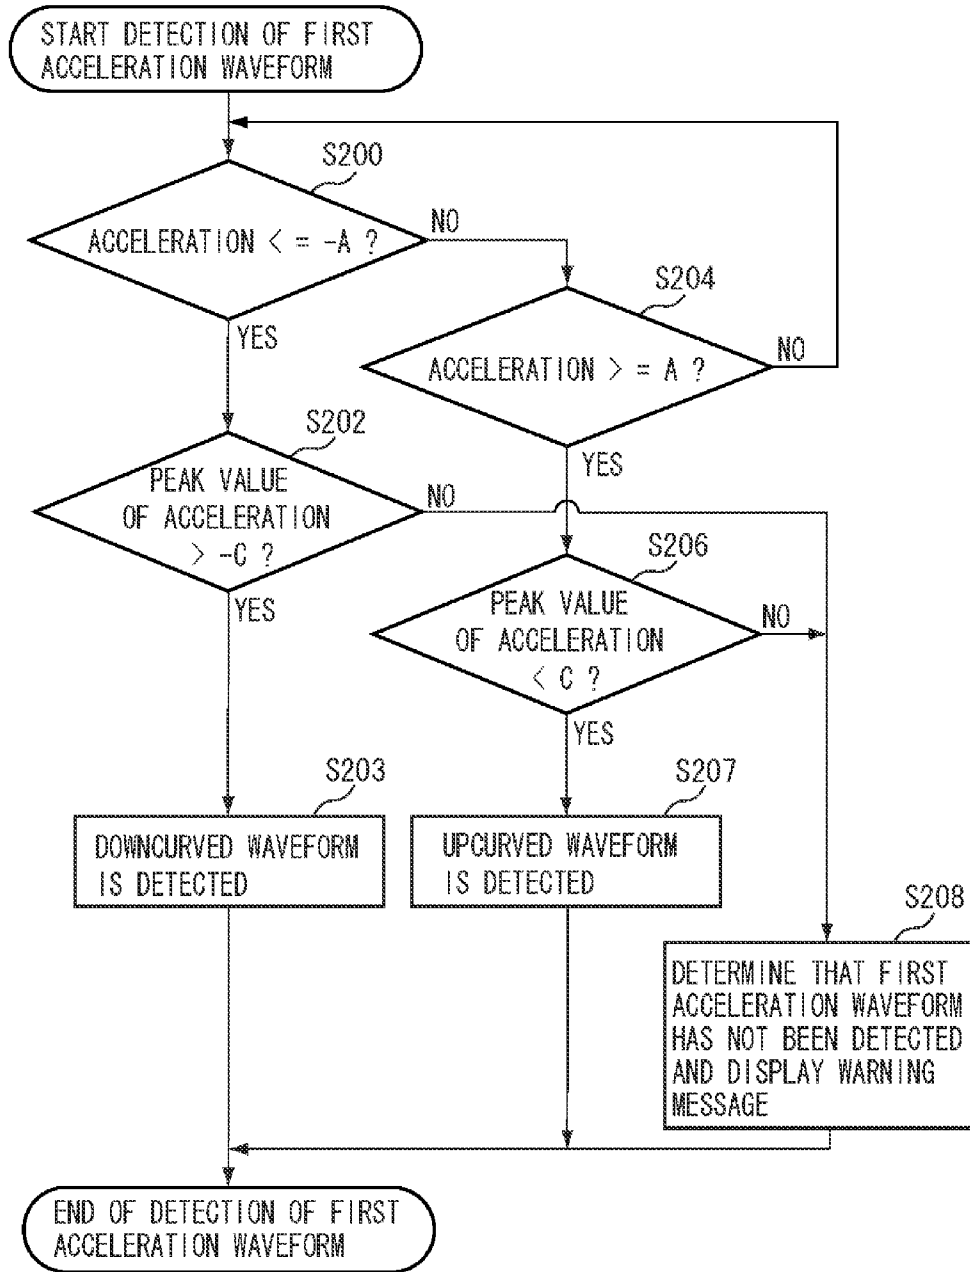 START DETECTION OF FIRST
ACCELERATION WAVEFORM
S200
ACCELERATION < = -A ?
NO
YES
S204
ACCELERATION > = A ?
NO
YES
S202
PEAK VALUE
OF ACCELERATION
> -C ?
NO
YES
S206
PEAK VALUE
OF ACCELERATION
< C ?
NO
YES
S203
DOWNCURVED WAVEFORM
IS DETECTED
S207
UPCURVED WAVEFORM
IS DETECTED
S208
DETERMINE THAT FIRST
ACCELERATION WAVEFORM
HAS NOT BEEN DETECTED
AND DISPLAY WARNING
MESSAGE
END OF DETECTION OF FIRST
ACCELERATION WAVEFORM